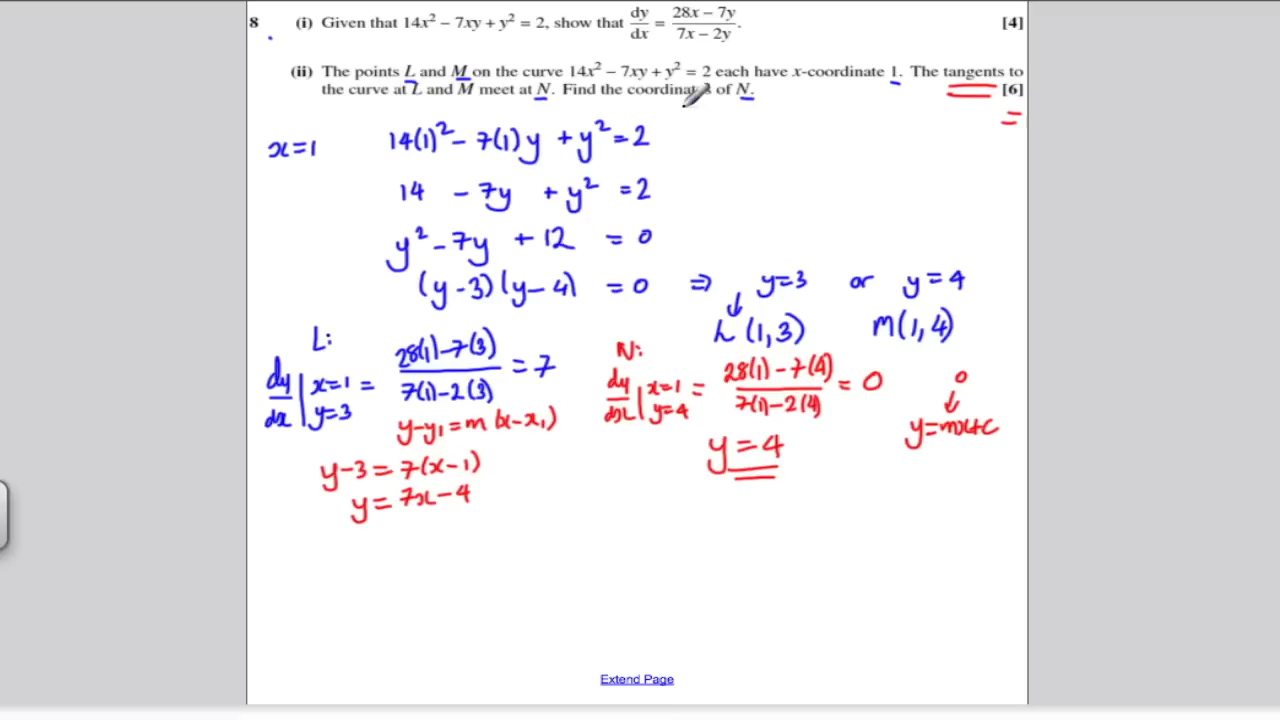 8 (i) Given that 14x² − 7xy + y² = 2, show that dy/dx = (28x − 7y)/(7x − 2y). [4]
(ii) The points L and M on the curve 14x² − 7xy + y² = 2 each have x-coordinate 1. The tangents to
the curve at L and M meet at N. Find the of N. [6]
x=1 14(1)² − 7(1)y + y² = 2
14 − 7y + y² = 2
y² − 7y + 12 = 0
(y−3)(y−4) = 0 ⇒ y=3 or y=4
↓ L(1,3) M(1,4)
L:
dy/dx | x=1 y=3 = (28(1)−7(3))/(7(1)−2(3)) = 7
y−y₁ = m(x−x₁)
y−3 = 7(x−1)
y = 7x−4
N:
dy/dx | x=1 y=4 = (28(1)−7(4))/(7(1)−2(4)) = 0
y=4
0
↓
y=mx+c
Extend Page